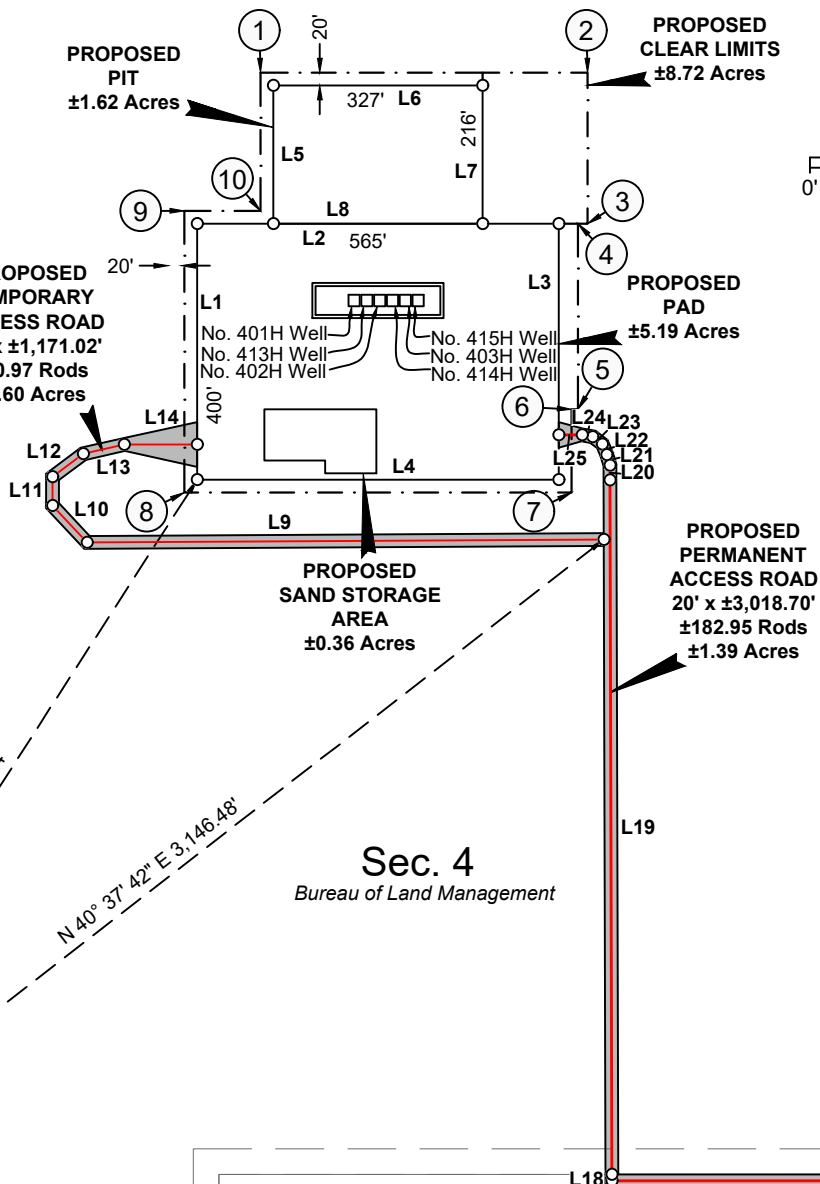 1
20'
2
PROPOSED
CLEAR LIMITS
±8.72 Acres
PROPOSED
PIT
±1.62 Acres
327'
L6
216'
L5
L7
10
9
L8
L2
565'
3
4
0'
20'
L1
L3
PROPOSED
PAD
±5.19 Acres
No. 401H Well
No. 413H Well
No. 402H Well
No. 415H Well
No. 403H Well
No. 414H Well
ROPOSED
MPORARY
ESS ROAD
x ±1,171.02'
0.97 Rods
.60 Acres
400'
5
6
L14
L12
L13
L11
L10
L24
L23
L22
L21
L25
L20
L4
8
7
L9
PROPOSED
SAND STORAGE
AREA
±0.36 Acres
PROPOSED
PERMANENT
ACCESS ROAD
20' x ±3,018.70'
±182.95 Rods
±1.39 Acres
N 40° 37' 42" E 3,146.48'
L19
Sec. 4
Bureau of Land Management
L18